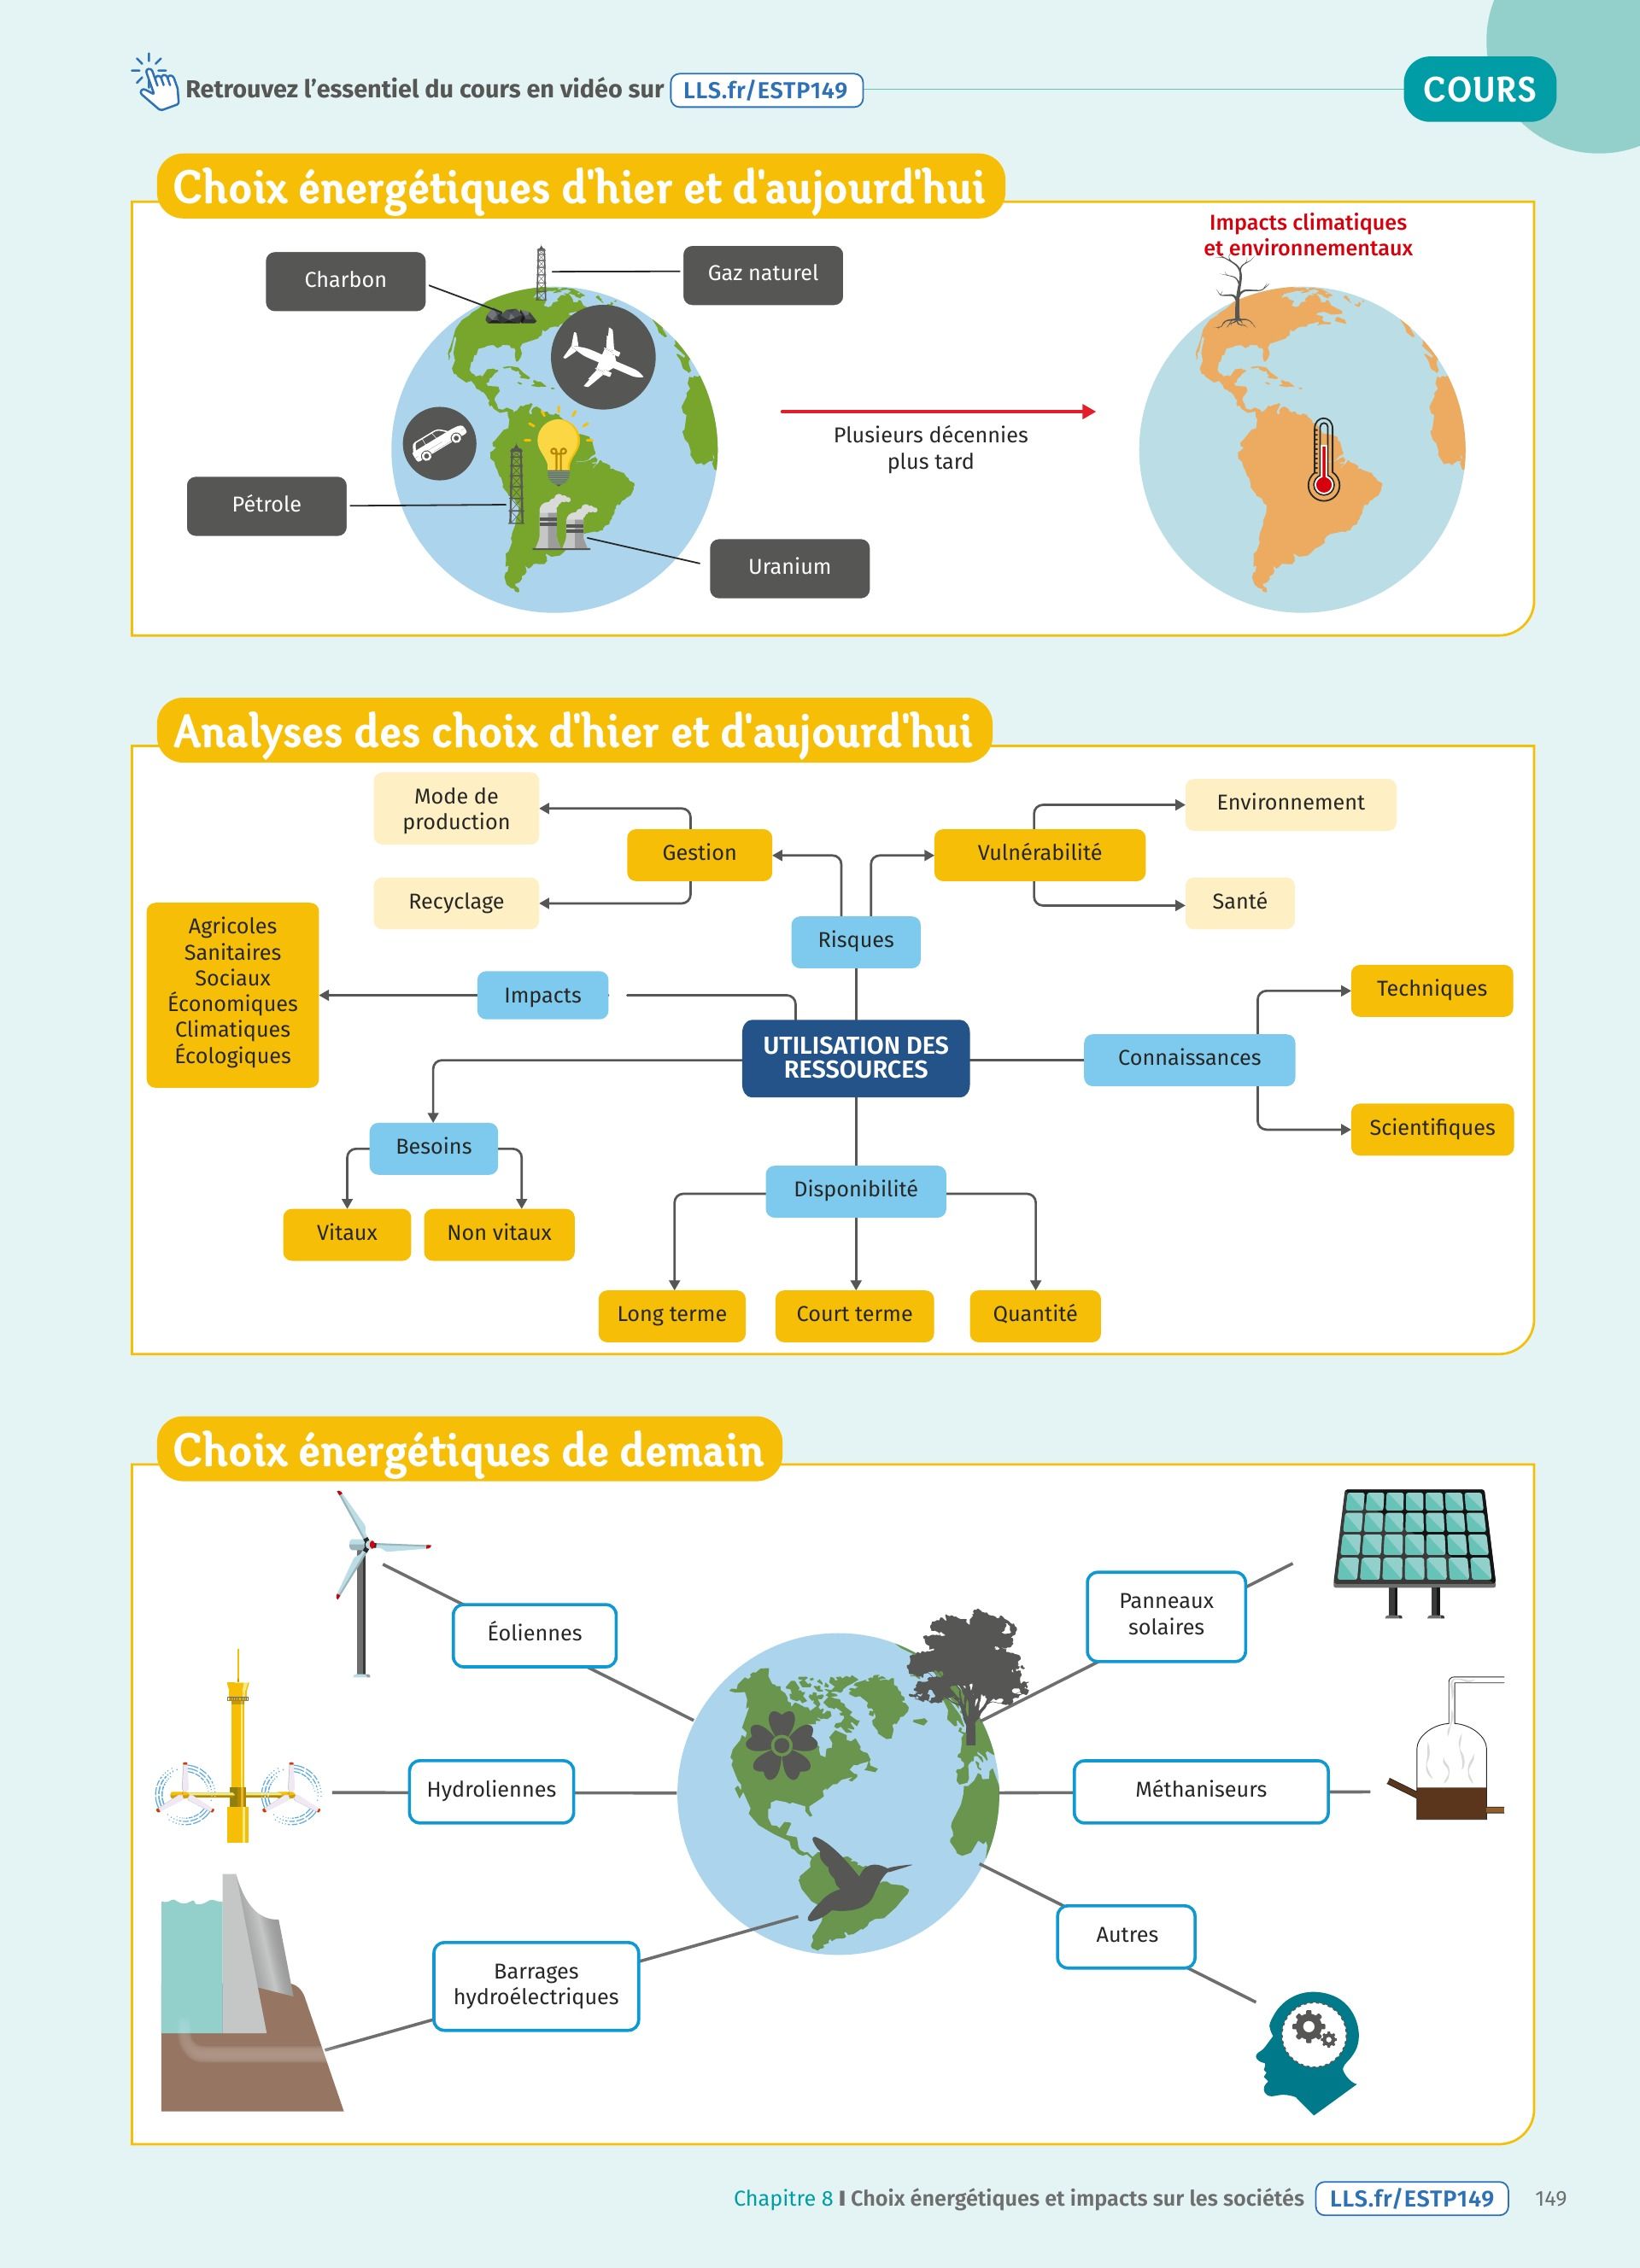 Retrouvez l'essentiel du cours en vidéo sur LLS.fr/ESTP149
COURS
Choix énergétiques d'hier et d'aujourd'hui
Impacts climatiques
et environnementaux
Charbon
Gaz naturel
Plusieurs décennies
plus tard
Pétrole
Uranium
Analyses des choix d'hier et d'aujourd'hui
Mode de
production
Environnement
Gestion
Vulnérabilité
Recyclage
Santé
Agricoles
Sanitaires
Sociaux
Économiques
Climatiques
Écologiques
Risques
Impacts
Techniques
UTILISATION DES
RESSOURCES
Connaissances
Scientifiques
Besoins
Disponibilité
Vitaux
Non vitaux
Long terme
Court terme
Quantité
Choix énergétiques de demain
Éoliennes
Panneaux
solaires
Hydroliennes
Méthaniseurs
Autres
Barrages
hydroélectriques
Chapitre 8 I Choix énergétiques et impacts sur les sociétés LLS.fr/ESTP149 149